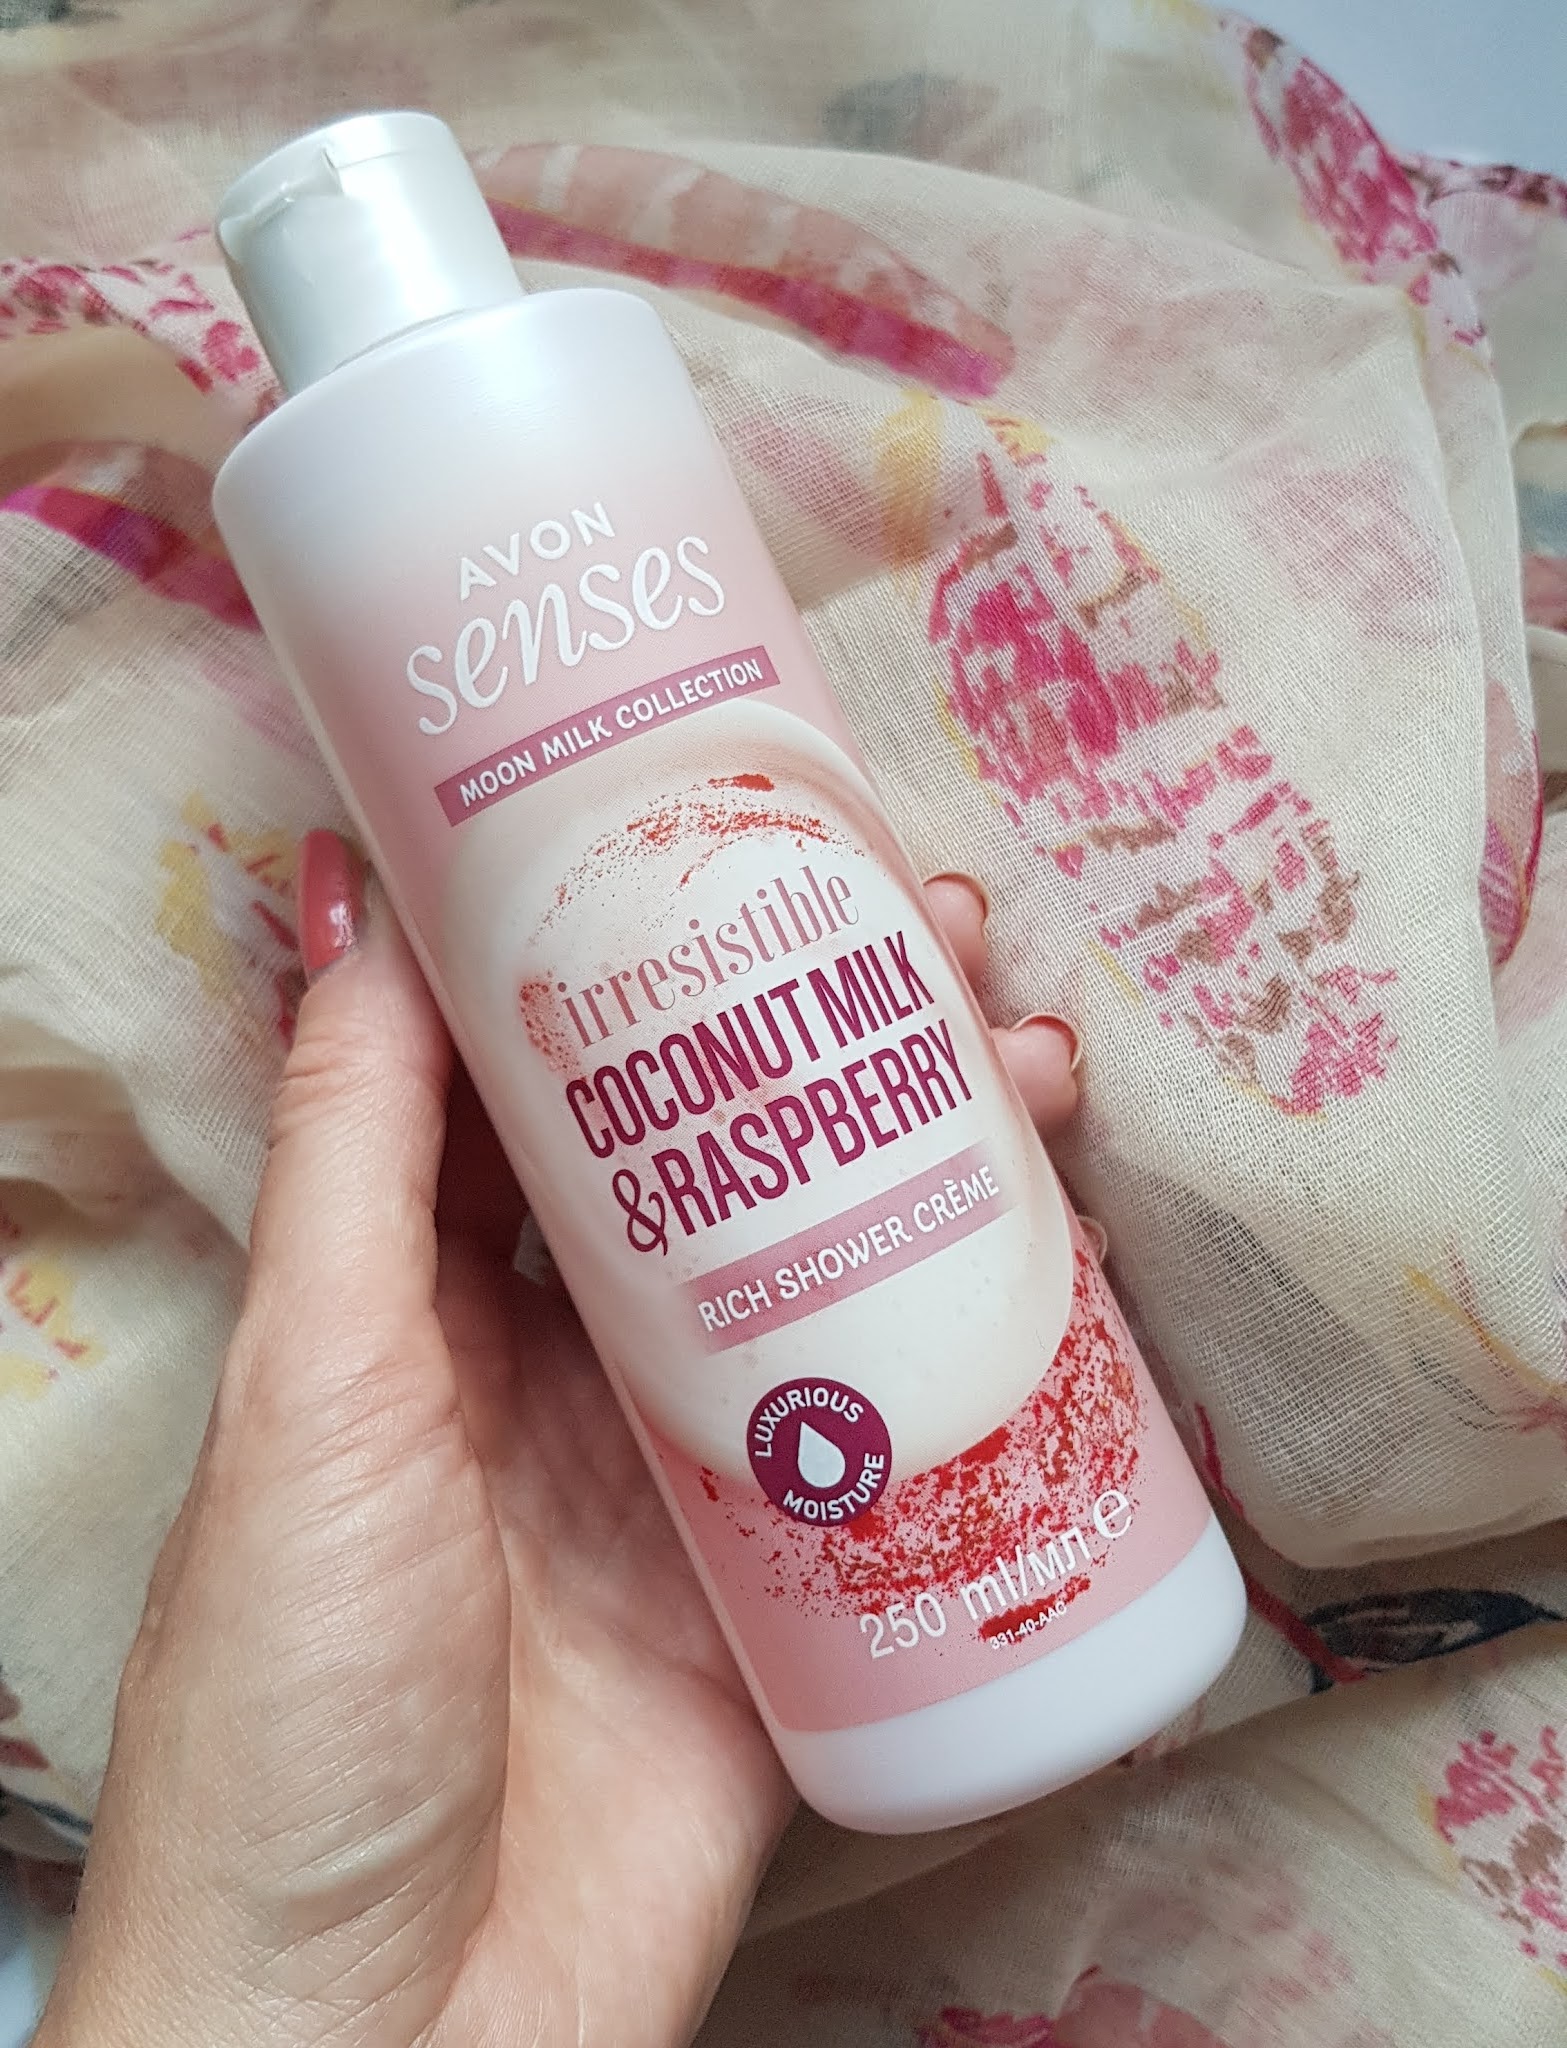 AVON
senses
MOON MILK COLLECTION
irresistible
COCONUT MILK
& RASPBERRY
RICH SHOWER CRÈME
LUXURIOUS
MOISTURE
250 ml/мл e
331-40-AAC